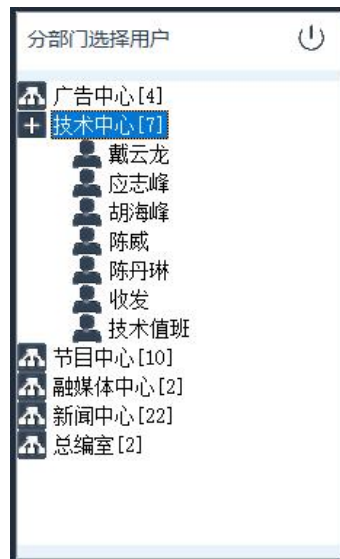 分部门选择用户
广告中心[4]
技术中心[7]
戴云龙
应志峰
胡海峰
陈威
陈丹琳
收发
技术值班
节目中心[10]
融媒体中心[2]
新闻中心[22]
总编室[2]